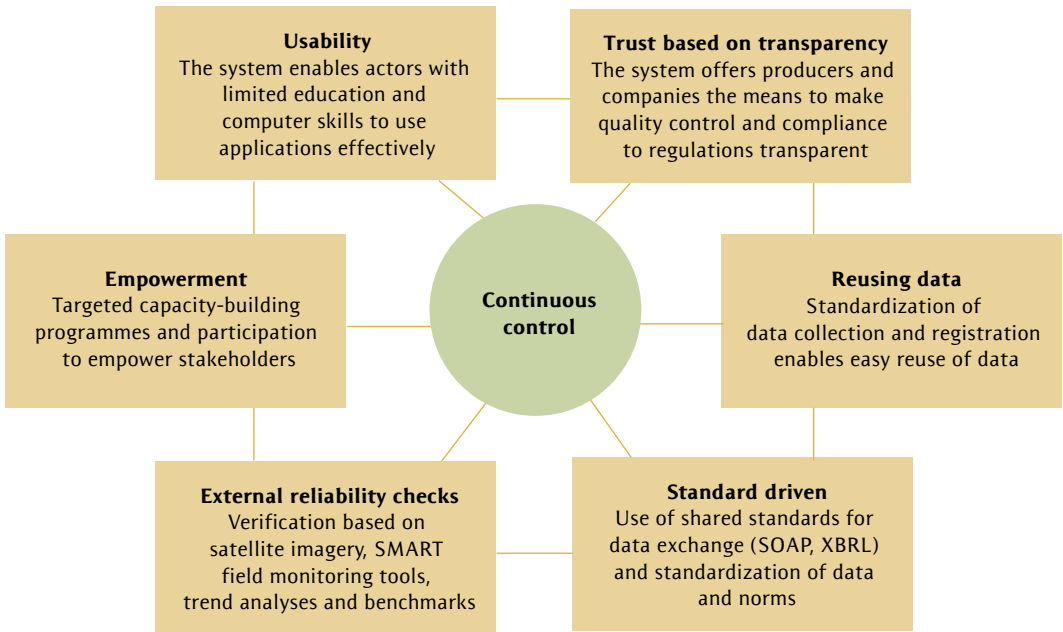 Usability
The system enables actors with
limited education and
computer skills to use
applications effectively
Trust based on transparency
The system offers producers and
companies the means to make
quality control and compliance
to regulations transparent
Empowerment
Targeted capacity-building
programmes and participation
to empower stakeholders
Continuous
control
Reusing data
Standardization of
data collection and registration
enables easy reuse of data
External reliability checks
Verification based on
satellite imagery, SMART
field monitoring tools,
trend analyses and benchmarks
Standard driven
Use of shared standards for
data exchange (SOAP, XBRL)
and standardization of data
and norms